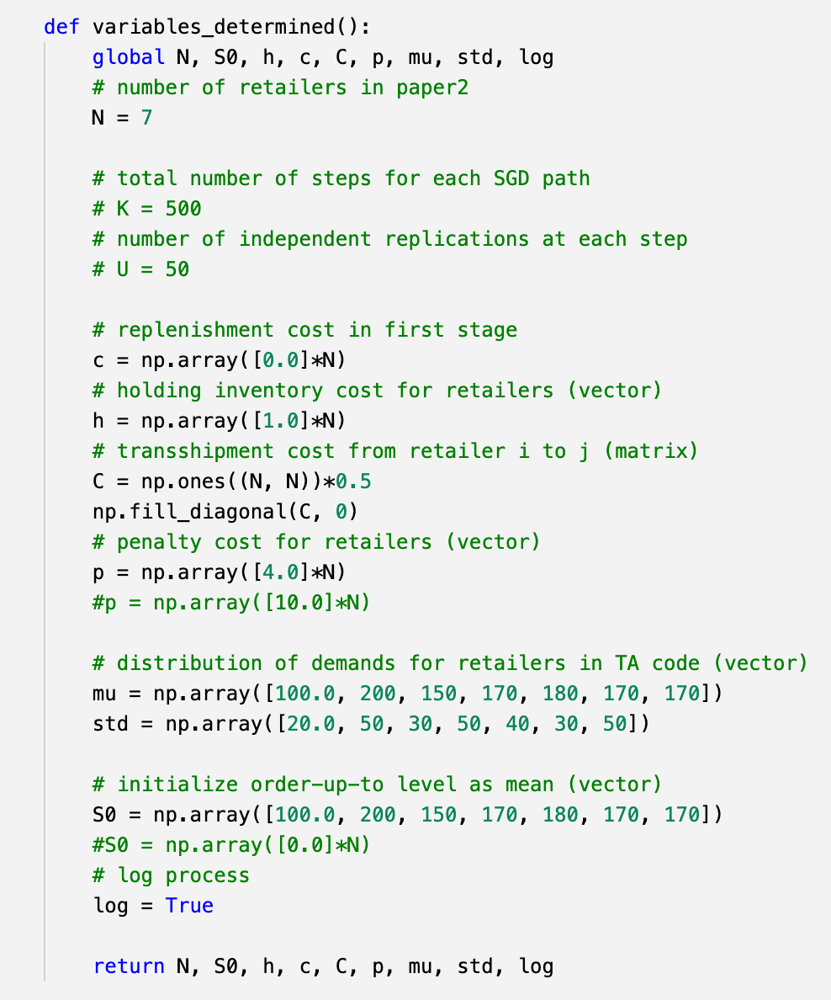 def variables_determined():
    global N, S0, h, c, C, p, mu, std, log
    # number of retailers in paper2
    N = 7

    # total number of steps for each SGD path
    # K = 500
    # number of independent replications at each step
    # U = 50

    # replenishment cost in first stage
    c = np.array([0.0]*N)
    # holding inventory cost for retailers (vector)
    h = np.array([1.0]*N)
    # transshipment cost from retailer i to j (matrix)
    C = np.ones((N, N))*0.5
    np.fill_diagonal(C, 0)
    # penalty cost for retailers (vector)
    p = np.array([4.0]*N)
    #p = np.array([10.0]*N)

    # distribution of demands for retailers in TA code (vector)
    mu = np.array([100.0, 200, 150, 170, 180, 170, 170])
    std = np.array([20.0, 50, 30, 50, 40, 30, 50])

    # initialize order-up-to level as mean (vector)
    S0 = np.array([100.0, 200, 150, 170, 180, 170, 170])
    #S0 = np.array([0.0]*N)
    # log process
    log = True

    return N, S0, h, c, C, p, mu, std, log